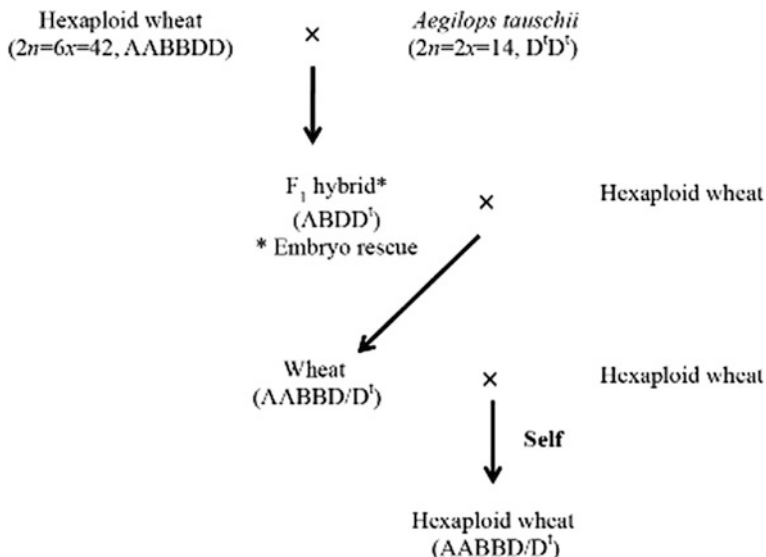 Hexaploid wheat
(2n=6x=42, AABBDD)
×
Aegilops tauschii
(2n=2x=14, DᵗDᵗ)
F₁ hybrid*
(ABDDᵗ)
* Embryo rescue
×
Hexaploid wheat
Wheat
(AABBD/Dᵗ)
×
Hexaploid wheat
Self
Hexaploid wheat
(AABBD/Dᵗ)